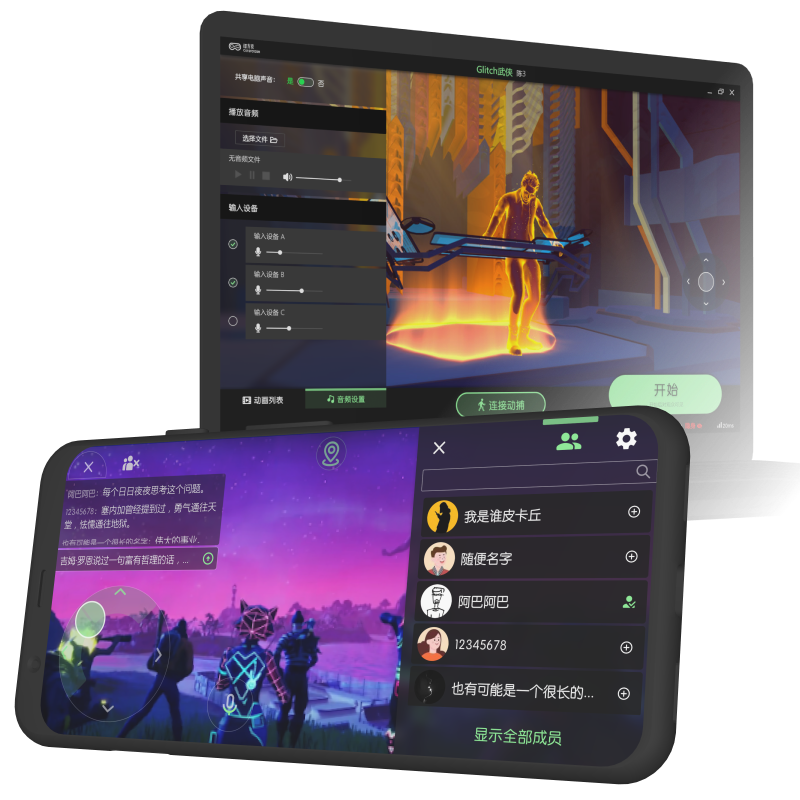 Glitch武侠 陈3
共享电脑声音：
是
否
播放音频
选择文件
无音频文件
输入设备
输入设备 A
输入设备 B
输入设备 C
动画列表
音频设置
连接动捕
开始
阿巴阿巴：每个日日夜夜思考这个问题。
12345678：塞内加曾经提到过，勇气通往天
堂，怯懦通往地狱。
也有可能是一个很长的名字：伟大的事业，
吉姆·罗恩说过一句富有哲理的话，...
我是谁皮卡丘
随便名字
阿巴阿巴
12345678
也有可能是一个很长的...
显示全部成员